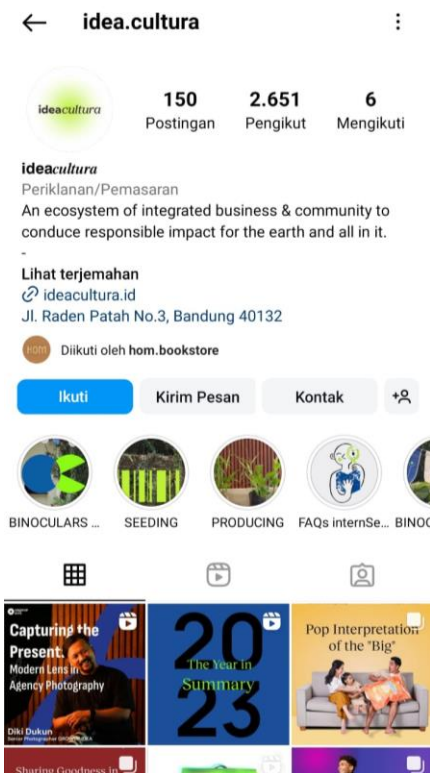 idea.cultura
ideacultura
150
Postingan
2.651
Pengikut
6
Mengikuti
ideacultura
Periklanan/Pemasaran
An ecosystem of integrated business & community to
conduce responsible impact for the earth and all in it.
-
Lihat terjemahan
ideacultura.id
Jl. Raden Patah No.3, Bandung 40132
hom
Diikuti oleh hom.bookstore
Ikuti
Kirim Pesan
Kontak
BINOCULARS ...
SEEDING
PRODUCING
FAQs internSe...
BINO
Capturing the
Present.
Modern Lens in
Agency Photography
Diki Dukun
Senior Photographer
20
The Year in
Summary
23
Pop Interpretation
of the "Big"
Sharing Goodness in